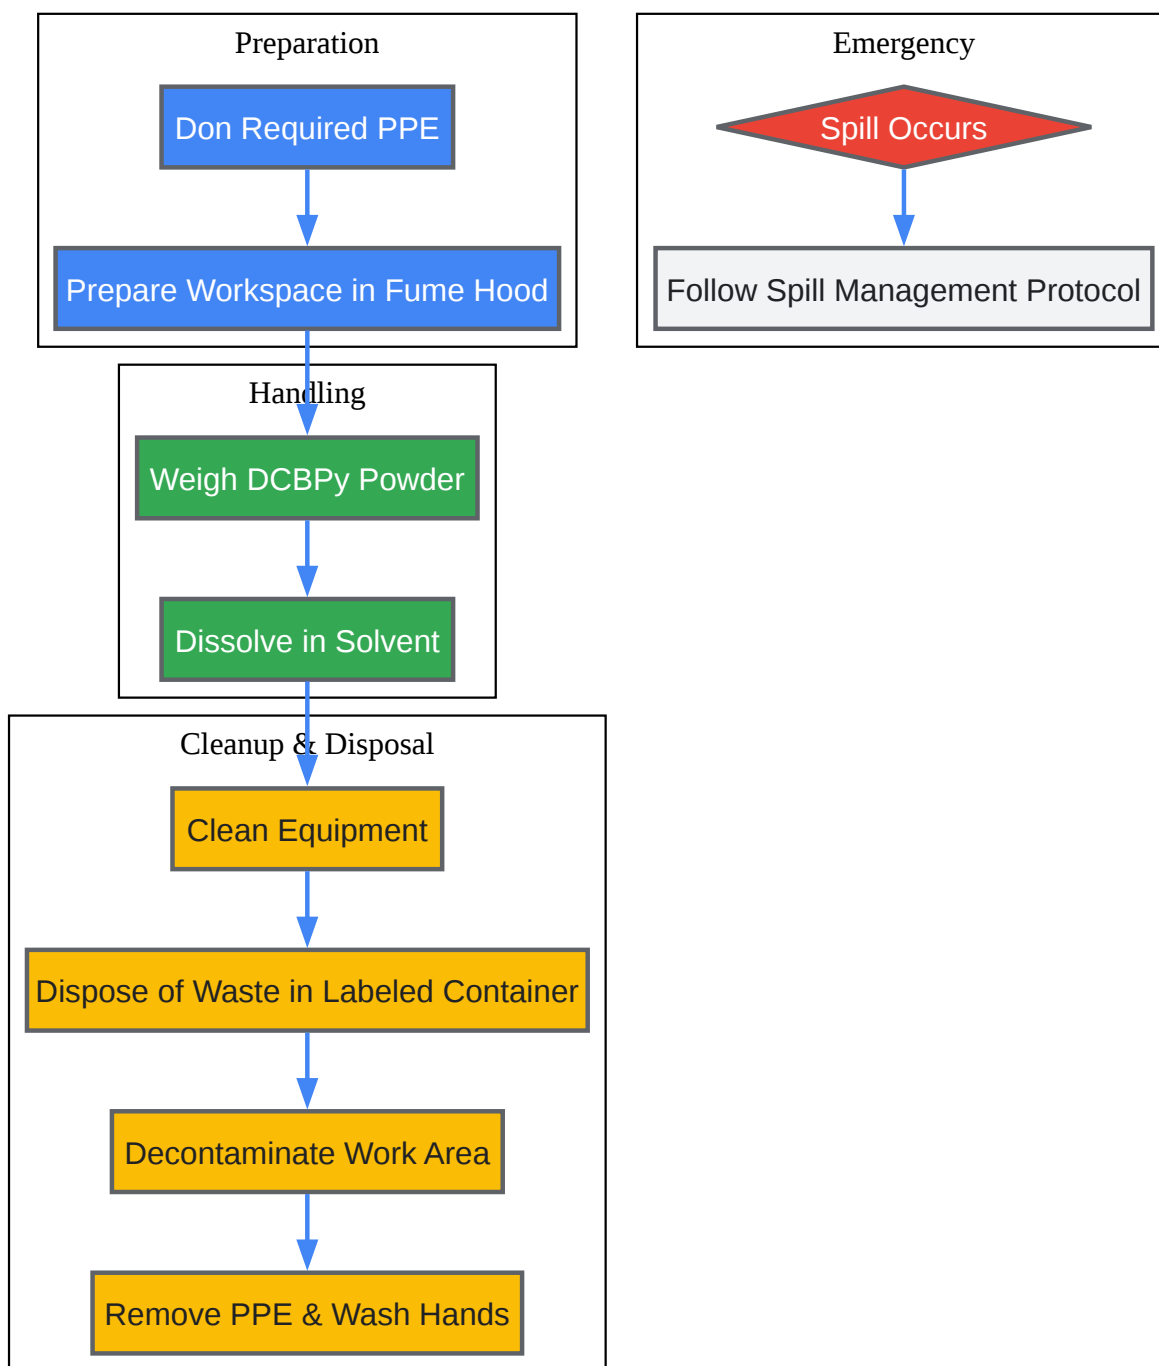 Preparation
Don Required PPE
Prepare Workspace in Fume Hood
Handling
Weigh DCBPy Powder
Dissolve in Solvent
Cleanup & Disposal
Clean Equipment
Dispose of Waste in Labeled Container
Decontaminate Work Area
Remove PPE & Wash Hands
Emergency
Spill Occurs
Follow Spill Management Protocol